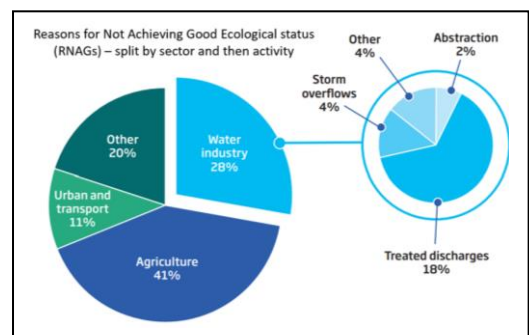 Reasons for Not Achieving Good Ecological status
(RNAGs) – split by sector and then activity
Other
20%
Water
industry
28%
Urban and
transport
11%
Agriculture
41%
Other
4%
Abstraction
2%
Storm
overflows
4%
Treated discharges
18%